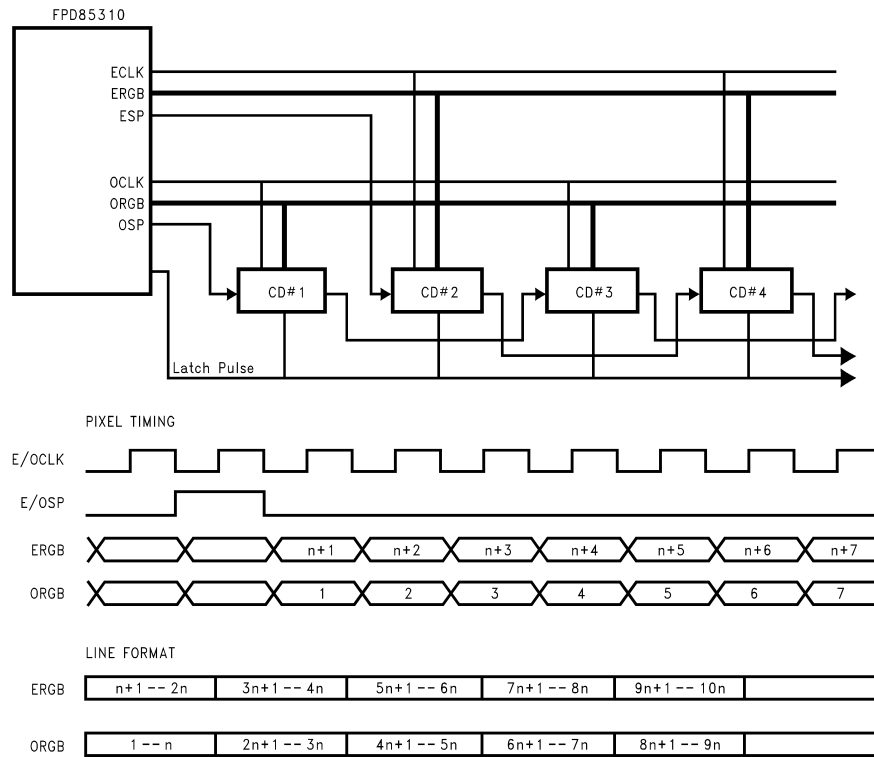 FPD85310
ECLK
ERGB
ESP
OCLK
ORGB
OSP
CD#1 CD#2 CD#3 CD#4
Latch Pulse
PIXEL TIMING
E/OCLK
E/OSP
ERGB n+1 n+2 n+3 n+4 n+5 n+6 n+7
ORGB 1 2 3 4 5 6 7
LINE FORMAT
ERGB n+1--2n 3n+1--4n 5n+1--6n 7n+1--8n 9n+1--10n
ORGB 1--n 2n+1--3n 4n+1--5n 6n+1--7n 8n+1--9n